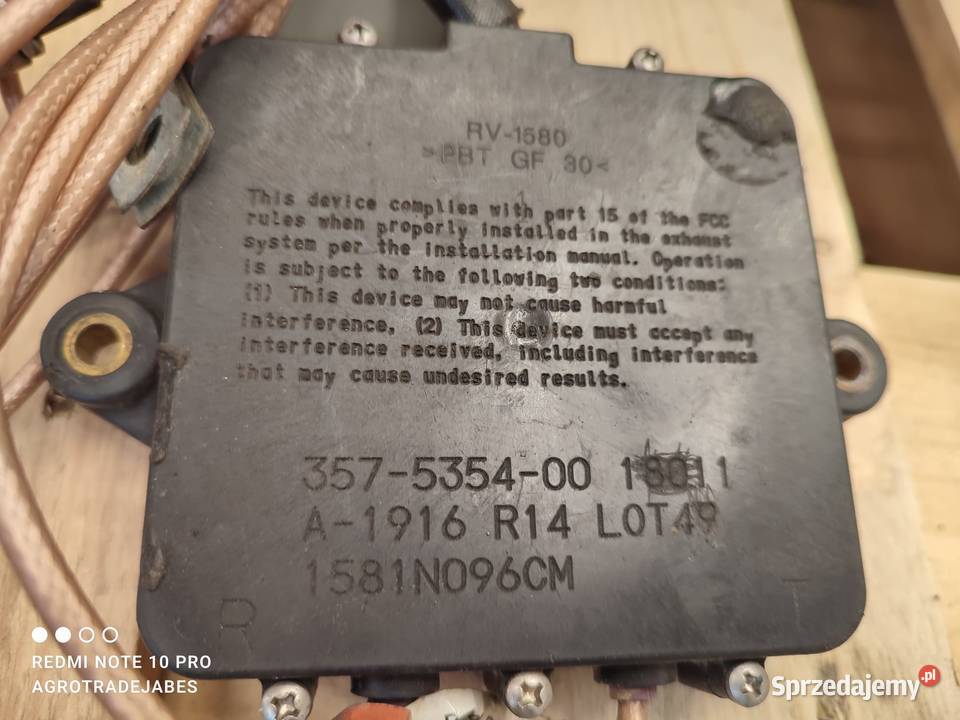 RV-1580
>PBT GF 30<
This device complies with part 15 of the FCC
rules when properly installed in the exhaust
system per the installation manual. Operation
is subject to the following two conditions:
(1) This device may not cause harmful
interference. (2) This device must accept any
interference received, including interference
that may cause undesired results.
357-5354-00 18011
A-1916 R14 LOT49
1581N096CM
R T
REDMI NOTE 10 PRO
AGROTRADEJABES
Sprzedajemy.pl